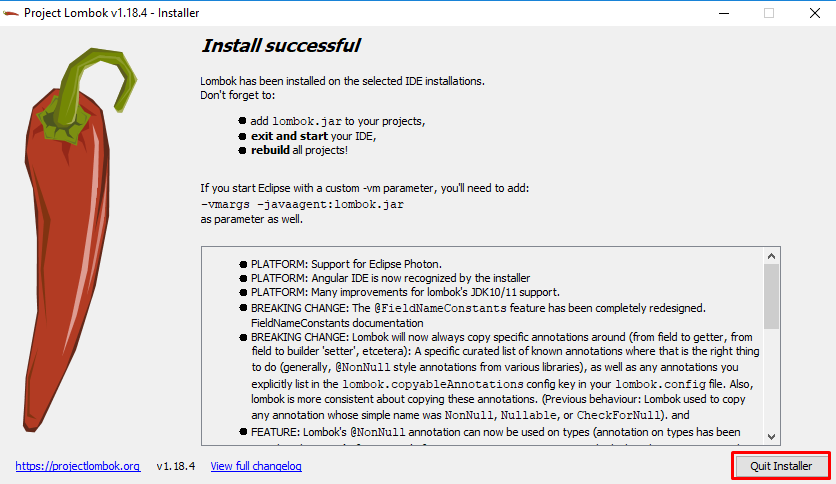 Project Lombok v1.18.4 - Installer
Install successful
Lombok has been installed on the selected IDE installations.
Don't forget to:
add lombok.jar to your projects,
exit and start your IDE,
rebuild all projects!
If you start Eclipse with a custom -vm parameter, you'll need to add:
-vmargs -javaagent:lombok.jar
as parameter as well.
PLATFORM: Support for Eclipse Photon.
PLATFORM: Angular IDE is now recognized by the installer
PLATFORM: Many improvements for lombok's JDK10/11 support.
BREAKING CHANGE: The @FieldNameConstants feature has been completely redesigned.
FieldNameConstants documentation
BREAKING CHANGE: Lombok will now always copy specific annotations around (from field to getter, from
field to builder 'setter', etcetera): A specific curated list of known annotations where that is the right thing
to do (generally, @NonNull style annotations from various libraries), as well as any annotations you
explicitly list in the lombok.copyableAnnotations config key in your lombok.config file. Also,
lombok is more consistent about copying these annotations. (Previous behaviour: Lombok used to copy
any annotation whose simple name was NonNull, Nullable, or CheckForNull). and
FEATURE: Lombok's @NonNull annotation can now be used on types (annotation on types has been
https://projectlombok.org v1.18.4 View full changelog Quit Installer